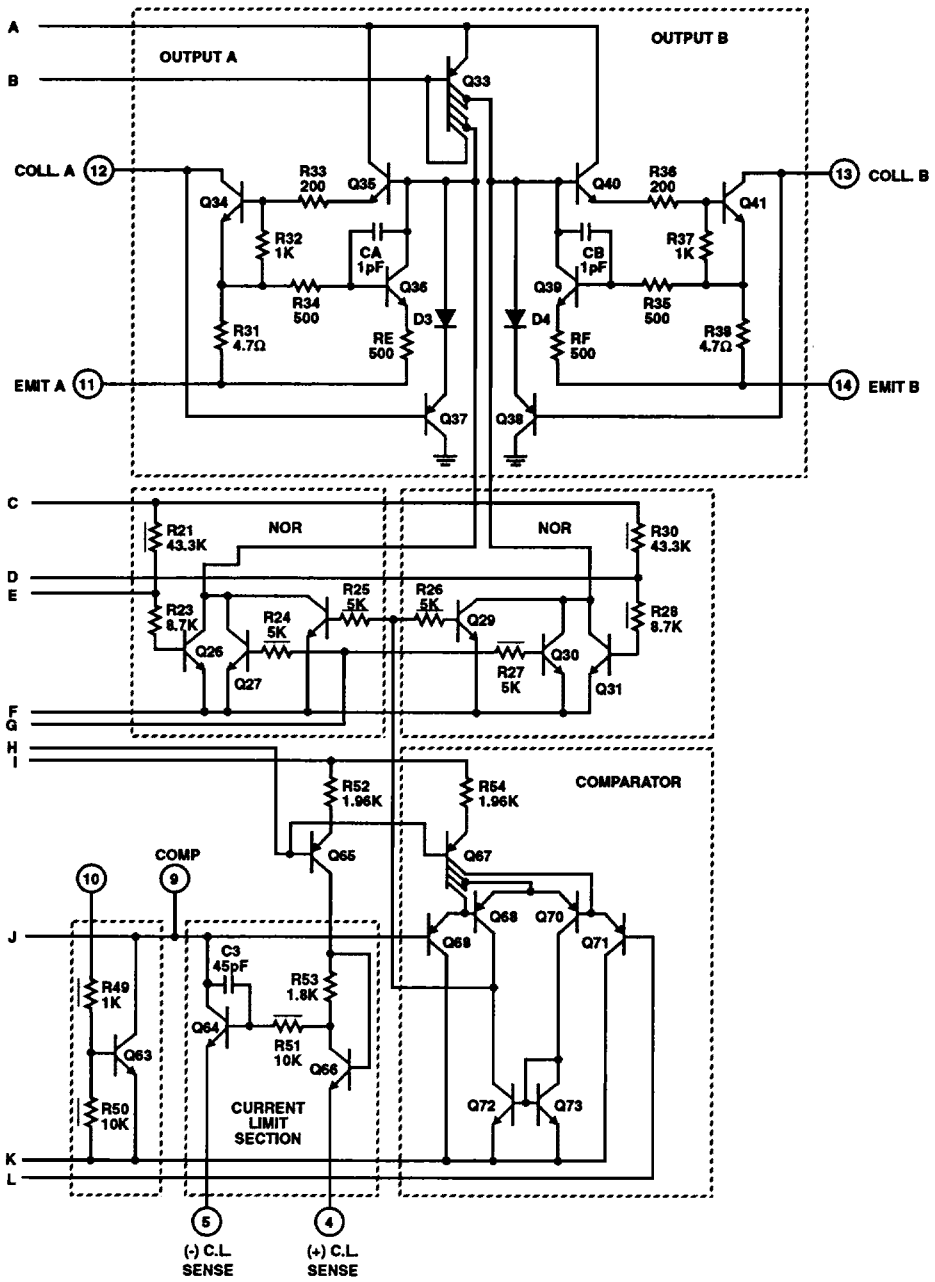 A
OUTPUT A
OUTPUT B
B
Q33
COLL. A
12
R33
200
Q35
Q40
R36
200
13
COLL. B
Q34
Q41
R32
1K
CA
1pF
CB
1pF
R37
1K
Q36
Q39
R34
500
R35
500
R31
4.7Ω
D3
D4
R38
4.7Ω
RE
500
RF
500
EMIT A
11
14
EMIT B
Q37
Q38
C
R21
43.3K
NOR
NOR
R30
43.3K
D
E
R23
8.7K
R24
5K
R25
5K
R26
5K
Q29
R28
8.7K
Q26
Q27
R27
5K
Q30
Q31
F
G
H
I
R52
1.96K
R54
1.96K
COMPARATOR
COMP
Q65
Q67
10
9
J
Q68
Q68
Q70
Q71
C3
45pF
R53
1.8K
R49
1K
Q64
R51
10K
Q63
Q66
R50
10K
CURRENT
LIMIT
SECTION
Q72
Q73
K
L
5
4
(-) C.L.
SENSE
(+) C.L.
SENSE